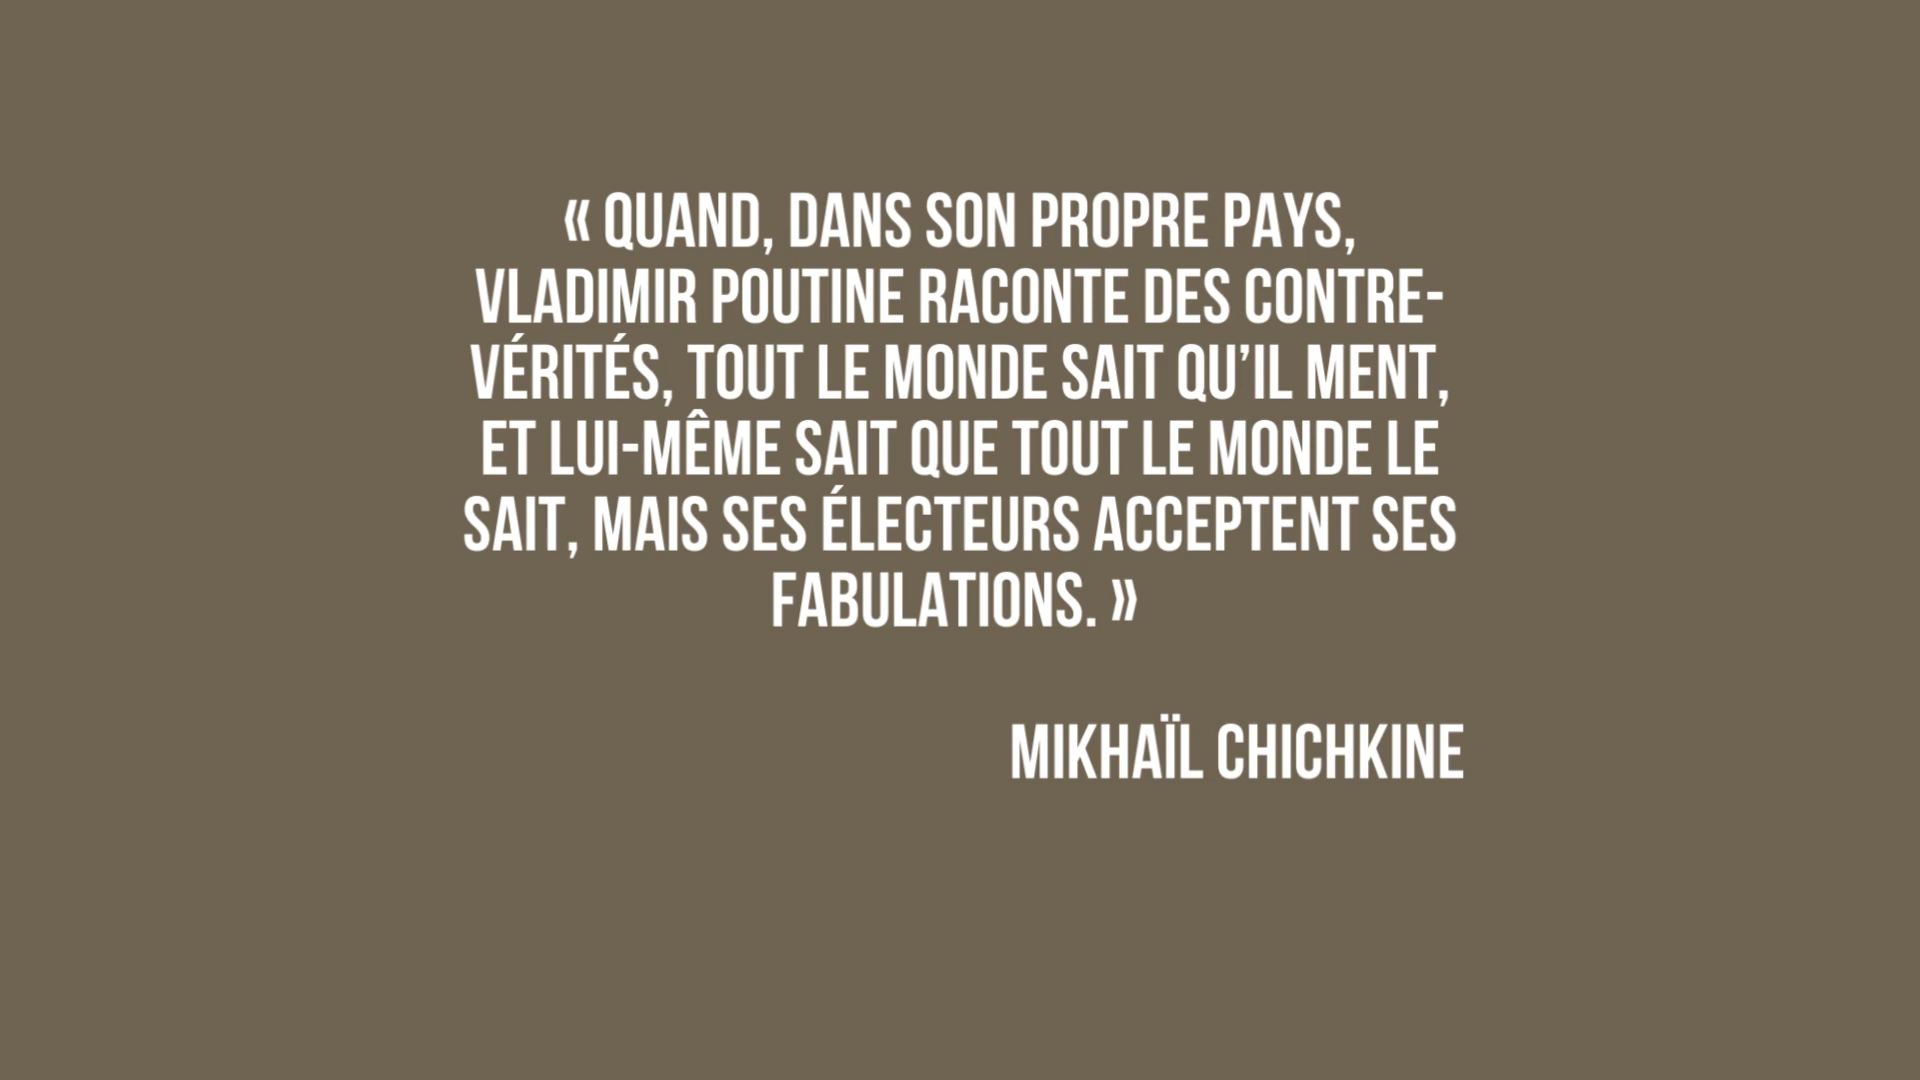 « QUAND, DANS SON PROPRE PAYS,
VLADIMIR POUTINE RACONTE DES CONTRE-
VÉRITÉS, TOUT LE MONDE SAIT QU’IL MENT,
ET LUI-MÊME SAIT QUE TOUT LE MONDE LE
SAIT, MAIS SES ÉLECTEURS ACCEPTENT SES
FABULATIONS. »
MIKHAÏL CHICHKINE